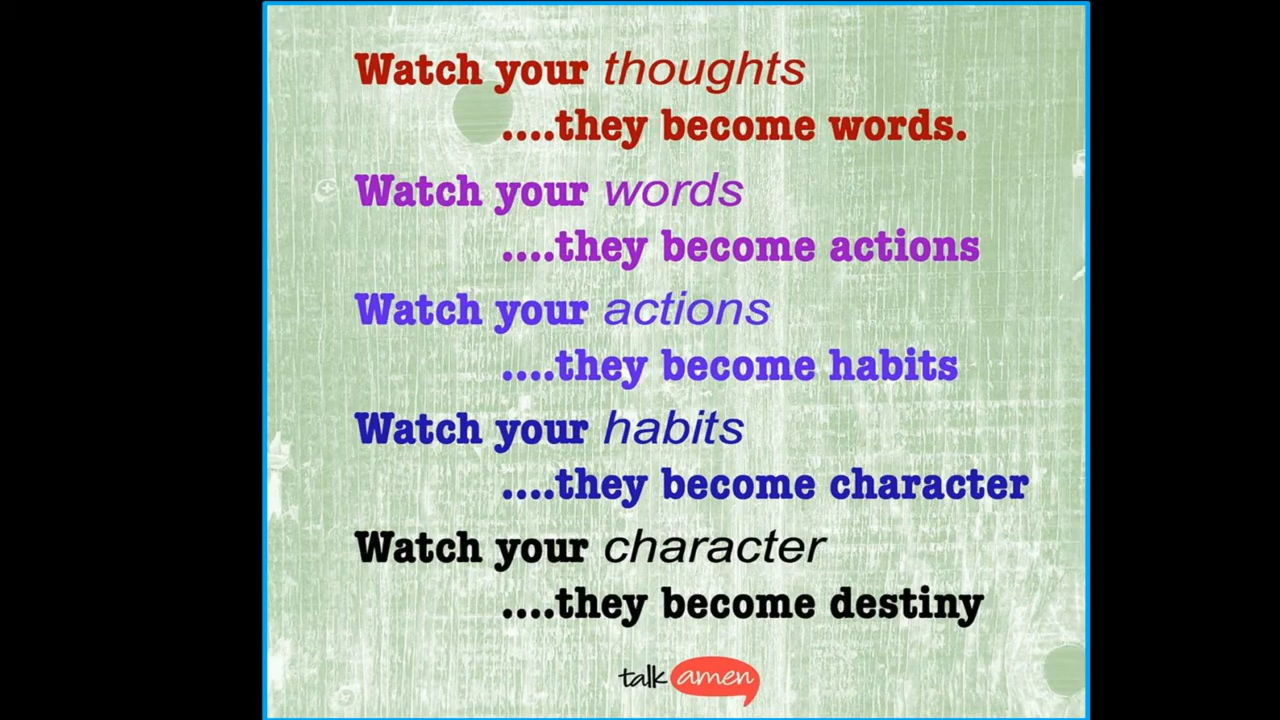 Watch your thoughts
....they become words.
Watch your words
....they become actions
Watch your actions
....they become habits
Watch your habits
....they become character
Watch your character
....they become destiny
talk amen